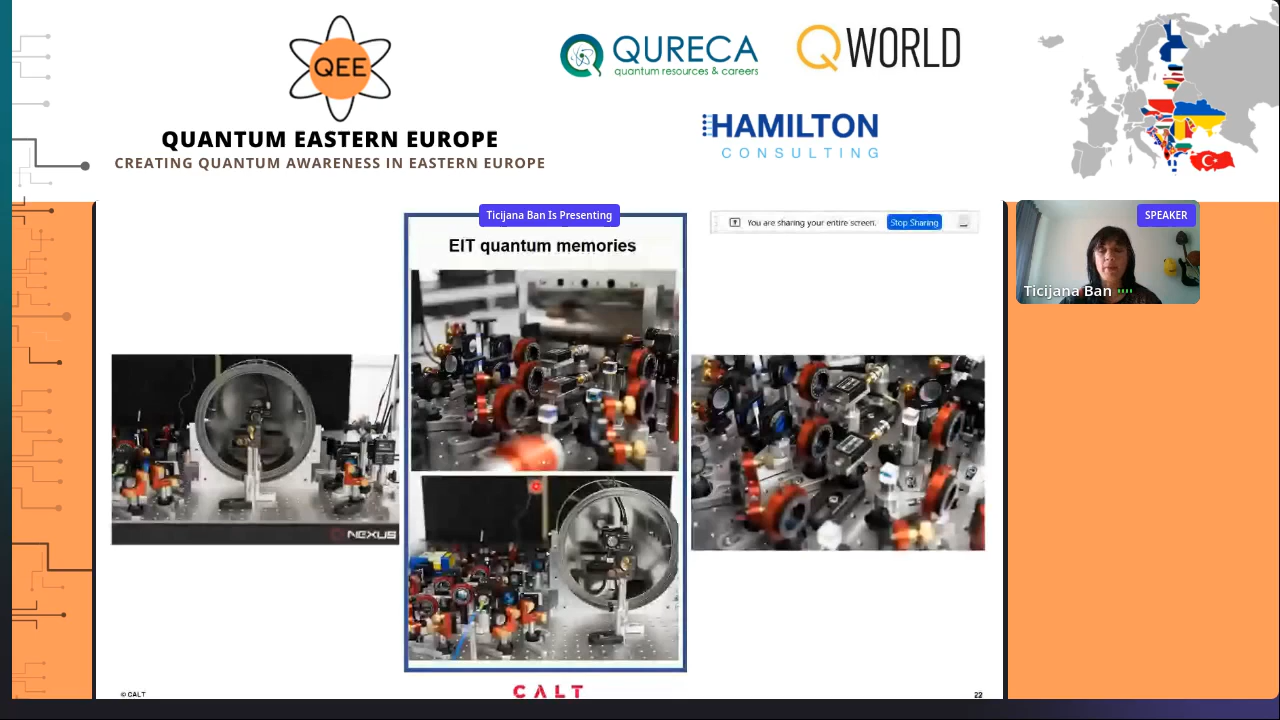 QEE
QUANTUM EASTERN EUROPE
CREATING QUANTUM AWARENESS IN EASTERN EUROPE
QURECA
quantum resources & careers
QWORLD
HAMILTON
CONSULTING
Ticijana Ban Is Presenting
You are sharing your entire screen.
Stop Sharing
SPEAKER
Ticijana Ban
EIT quantum memories
NEXUS
© CALT
CALT
22